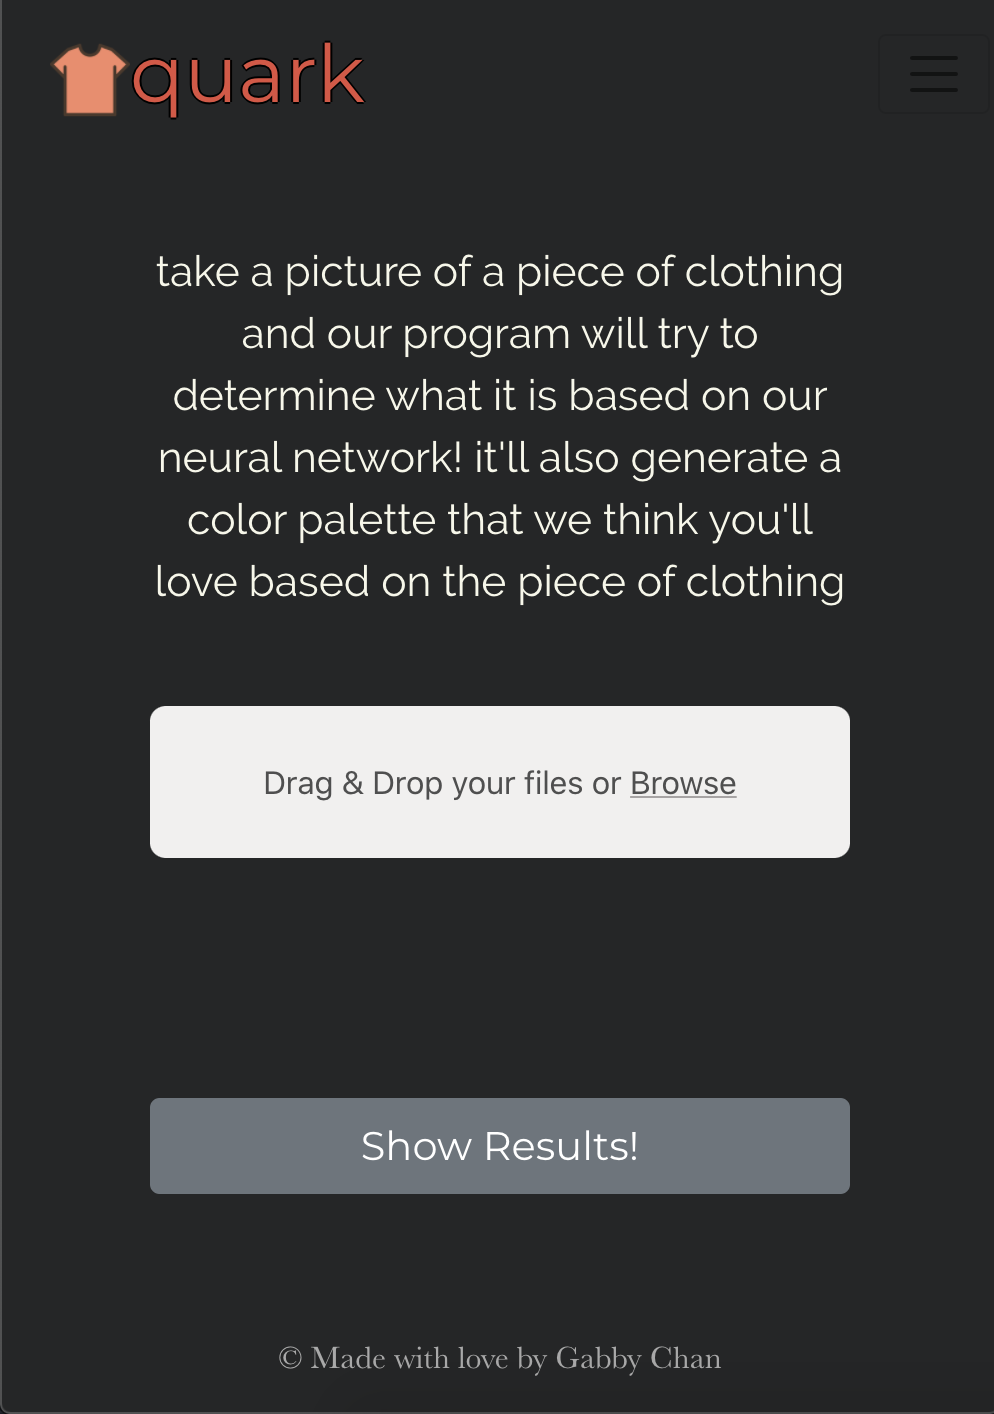 quark
take a picture of a piece of clothing
and our program will try to
determine what it is based on our
neural network! it'll also generate a
color palette that we think you'll
love based on the piece of clothing
Drag & Drop your files or Browse
Show Results!
© Made with love by Gabby Chan